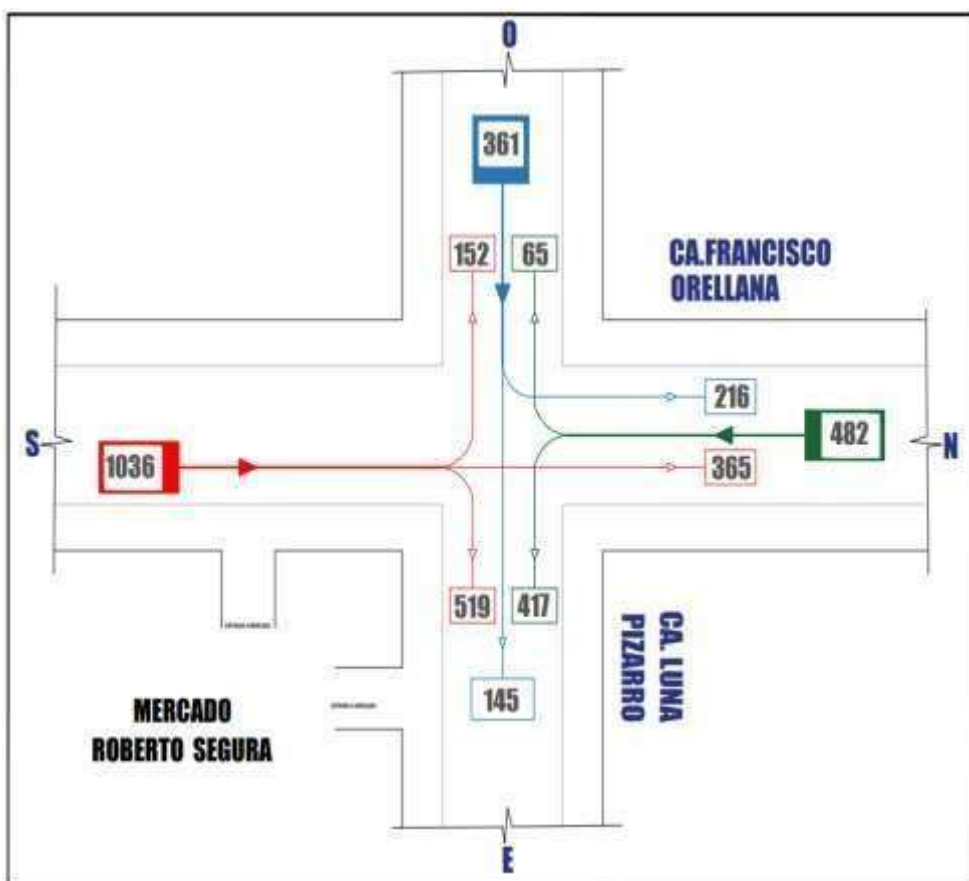 O
361
152
65
CA.FRANCISCO
ORELLANA
216
S
1036
482
N
365
519
417
CA. LUNA
PIZARRO
145
MERCADO
ROBERTO SEGURA
E